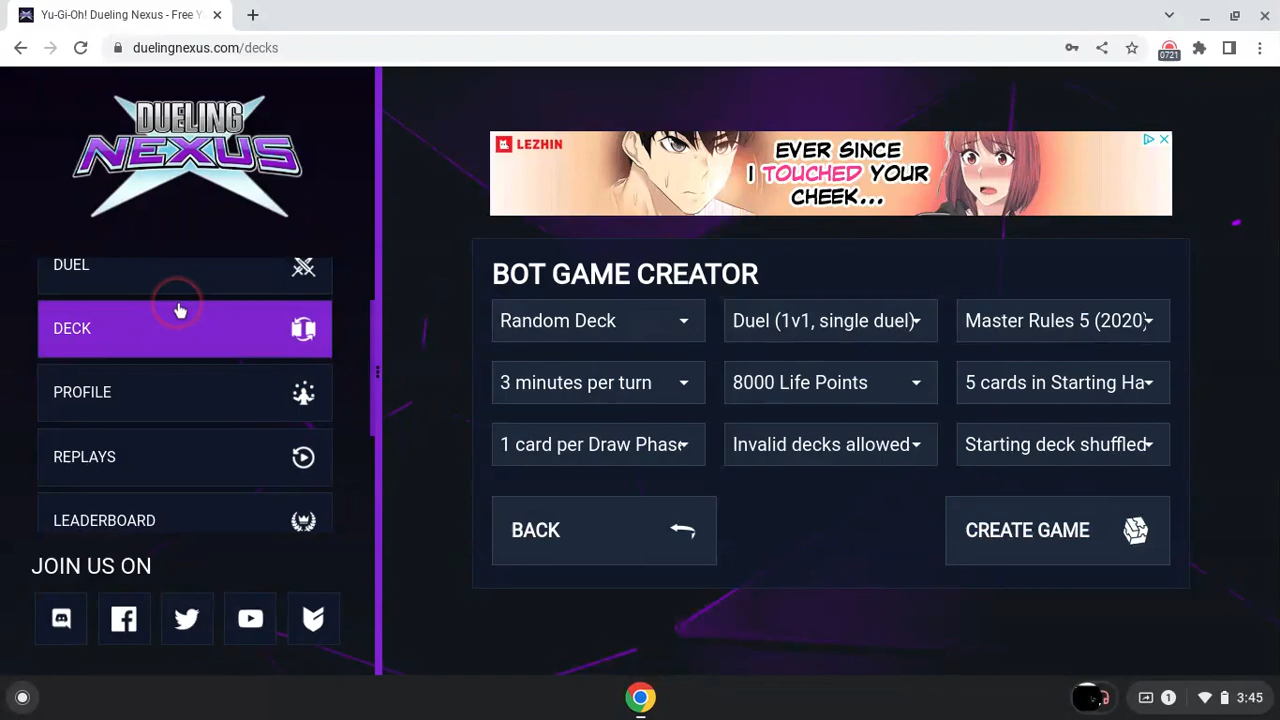 Yu-Gi-Oh! Dueling Nexus - Free Y
duelingnexus.com/decks
0721
DUELING
NEXUS
DUEL
DECK
PROFILE
REPLAYS
LEADERBOARD
JOIN US ON
LEZHIN
EVER SINCE
I TOUCHED YOUR
CHEEK...
BOT GAME CREATOR
Random Deck
Duel (1v1, single duel)
Master Rules 5 (2020)
3 minutes per turn
8000 Life Points
5 cards in Starting Ha
1 card per Draw Phase
Invalid decks allowed
Starting deck shuffled
BACK
CREATE GAME
1
3:45